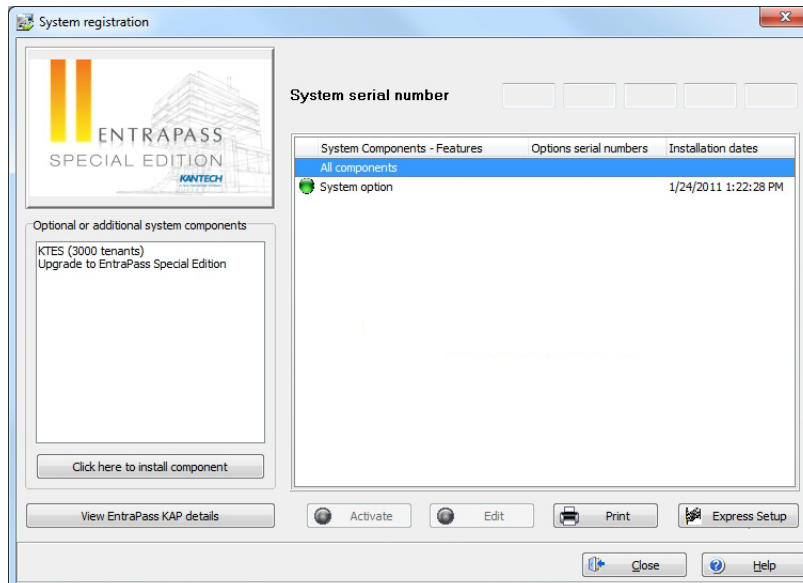 System registration
ENTRAPASS
SPECIAL EDITION
KANTECH
System serial number
System Components - Features Options serial numbers Installation dates
All components
System option 1/24/2011 1:22:28 PM
Optional or additional system components
KTES (3000 tenants)
Upgrade to EntraPass Special Edition
Click here to install component
View EntraPass KAP details
Activate Edit Print Express Setup
Close Help